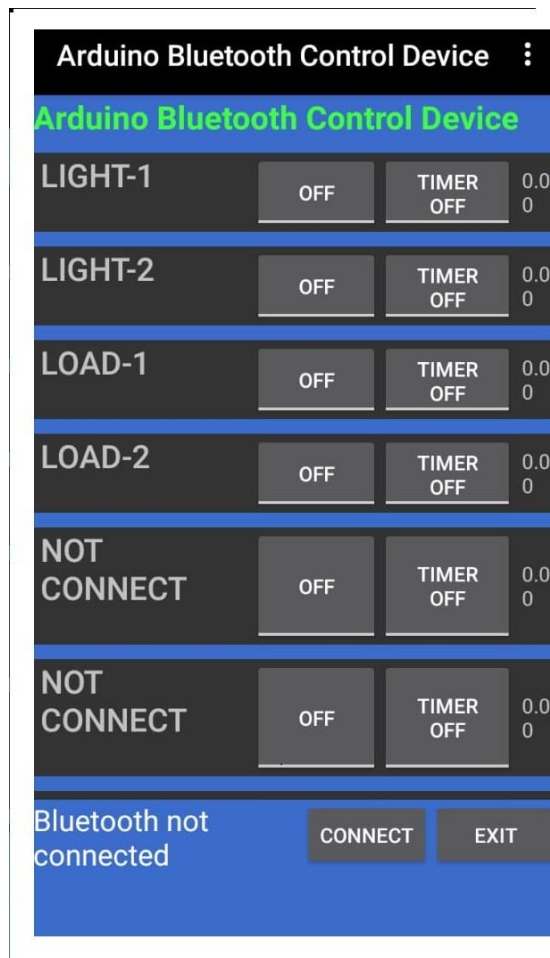 Arduino Bluetooth Control Device
Arduino Bluetooth Control Device
LIGHT-1
OFF
TIMER
OFF
0.0
0
LIGHT-2
OFF
TIMER
OFF
0.0
0
LOAD-1
OFF
TIMER
OFF
0.0
0
LOAD-2
OFF
TIMER
OFF
0.0
0
NOT
CONNECT
OFF
TIMER
OFF
0.0
0
NOT
CONNECT
OFF
TIMER
OFF
0.0
0
Bluetooth not
connected
CONNECT
EXIT